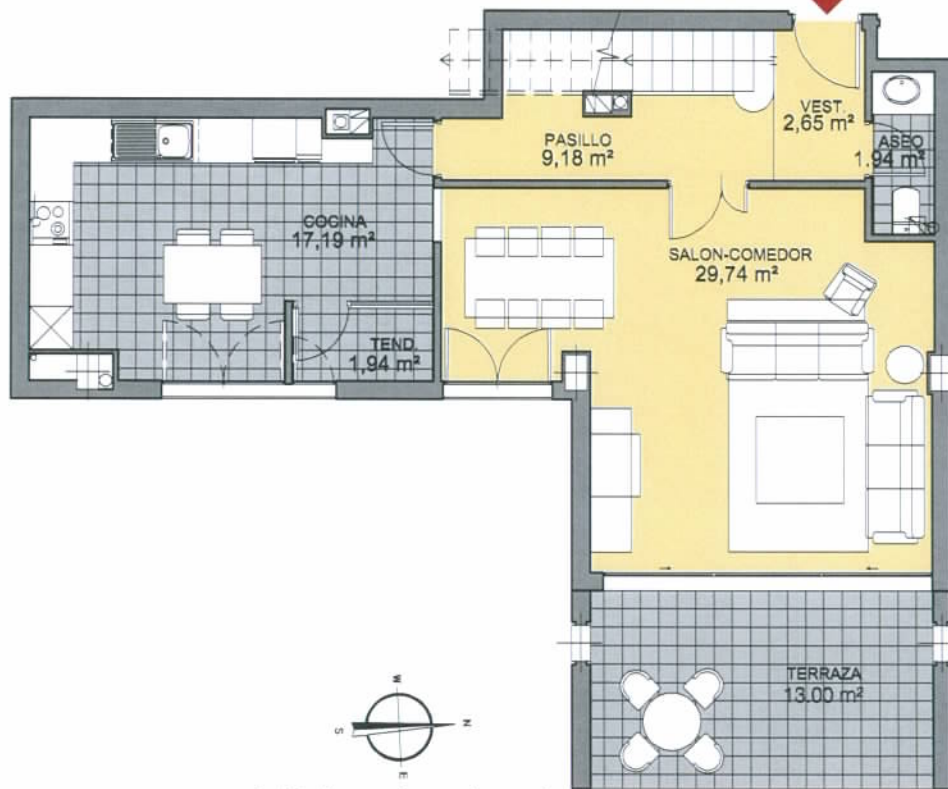 VEST.
2,65 m²
PASILLO
9,18 m²
ASEO
1.94 m²
COCINA
17,19 m²
SALON-COMEDOR
29,74 m²
TEND.
1,94 m²
TERRAZA
13.00 m²
W
S
N
E